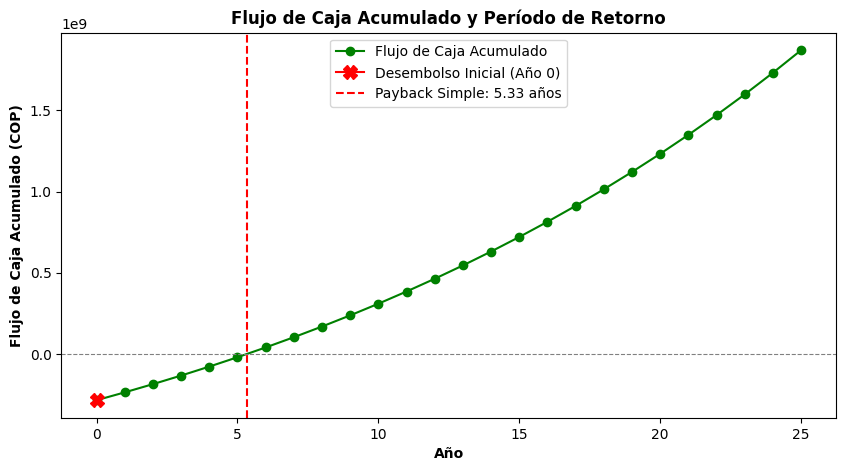 Flujo de Caja Acumulado y Período de Retorno
1e9
Flujo de Caja Acumulado
Desembolso Inicial (Año 0)
Payback Simple: 5.33 años
Flujo de Caja Acumulado (COP)
1.5
1.0
0.5
0.0
0 5 10 15 20 25
Año